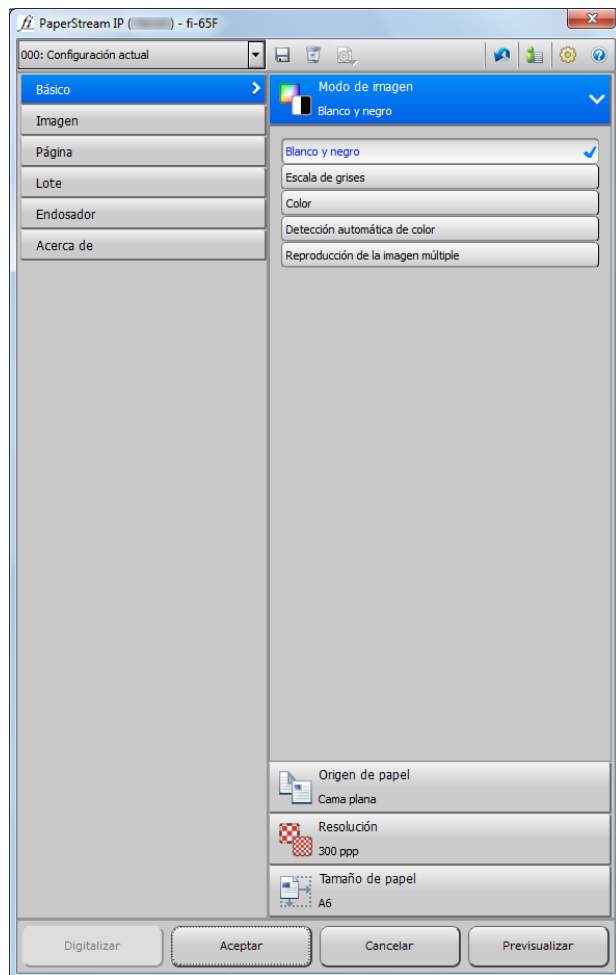 fi PaperStream IP ( ) - fi-65F
000: Configuración actual
Básico
Imagen
Página
Lote
Endosador
Acerca de
Modo de imagen
Blanco y negro
Blanco y negro
Escala de grises
Color
Detección automática de color
Reproducción de la imagen múltiple
Origen de papel
Cama plana
Resolución
300 ppp
Tamaño de papel
A6
Digitalizar
Aceptar
Cancelar
Previsualizar